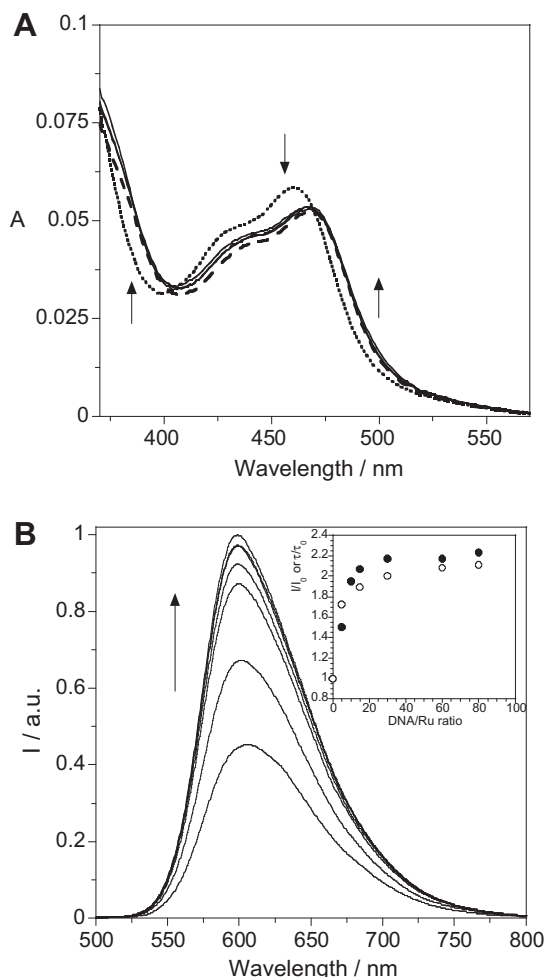 A
0.1
0.075
A
0.05
0.025
0
400 450 500 550
Wavelength / nm
B
1
0.8
I / a.u.
0.6
0.4
0.2
0
2.4
2.2
2.0
I/I0 or τ/τ0
1.8
1.6
1.4
1.2
1
0.8
0 20 40 60 80 100
DNA/Ru ratio
500 550 600 650 700 750 800
Wavelength / nm